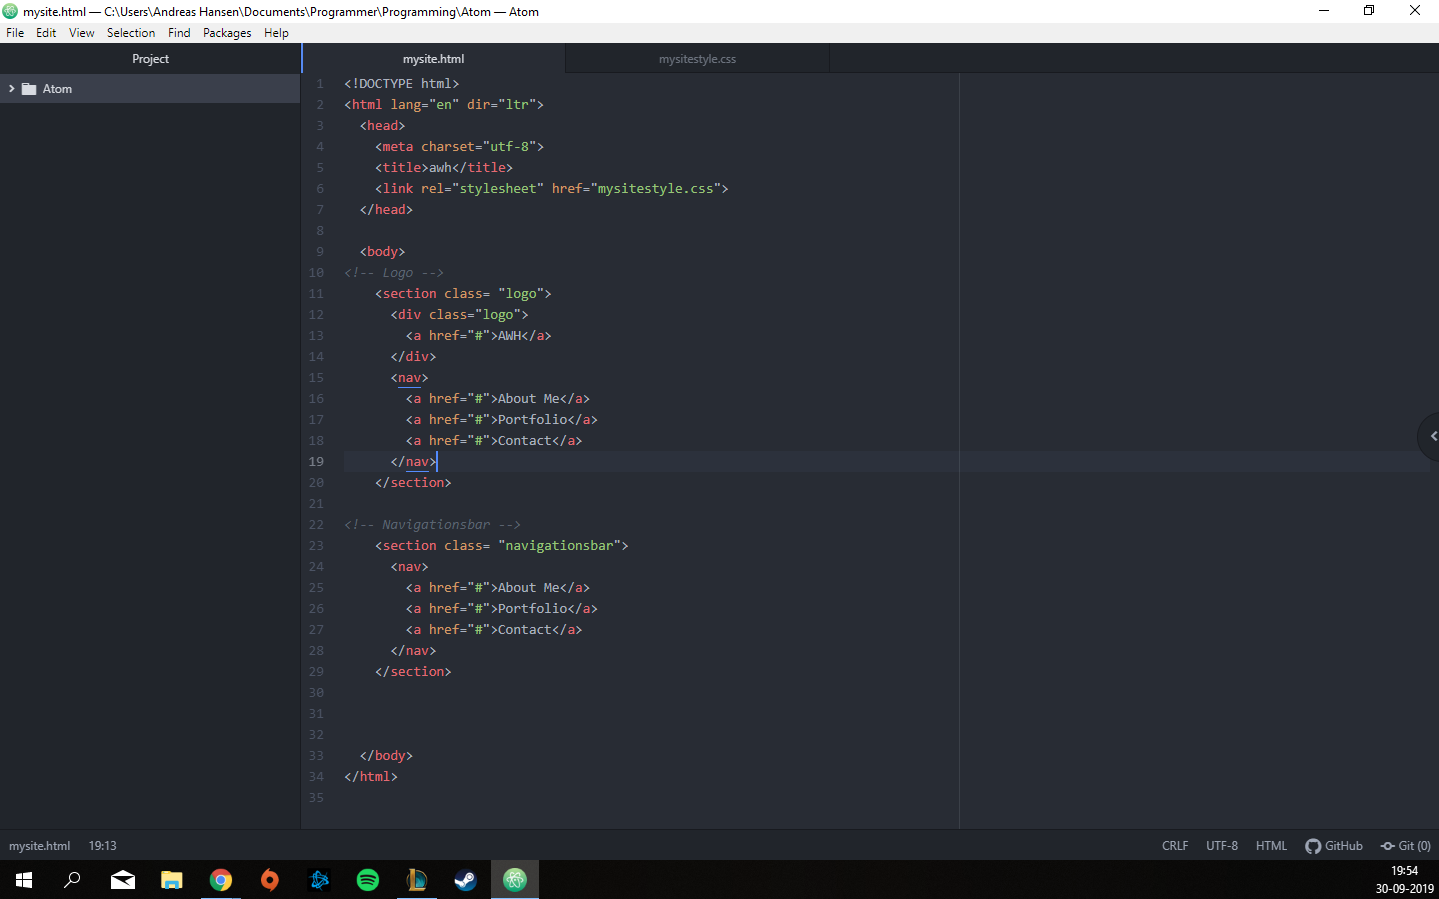 mysite.html — C:\Users\Andreas Hansen\Documents\Programmer\Programming\Atom — Atom
File Edit View Selection Find Packages Help
Project mysite.html mysitestyle.css
Atom
1 <!DOCTYPE html>
2 <html lang="en" dir="ltr">
3 <head>
4 <meta charset="utf-8">
5 <title>awh</title>
6 <link rel="stylesheet" href="mysitestyle.css">
7 </head>
8
9 <body>
10 <!-- Logo -->
11 <section class= "logo">
12 <div class="logo">
13 <a href="#">AWH</a>
14 </div>
15 <nav>
16 <a href="#">About Me</a>
17 <a href="#">Portfolio</a>
18 <a href="#">Contact</a>
19 </nav>
20 </section>
21
22 <!-- Navigationsbar -->
23 <section class= "navigationsbar">
24 <nav>
25 <a href="#">About Me</a>
26 <a href="#">Portfolio</a>
27 <a href="#">Contact</a>
28 </nav>
29 </section>
30
31
32
33 </body>
34 </html>
35
mysite.html 19:13 CRLF UTF-8 HTML GitHub Git (0)
19:54
30-09-2019